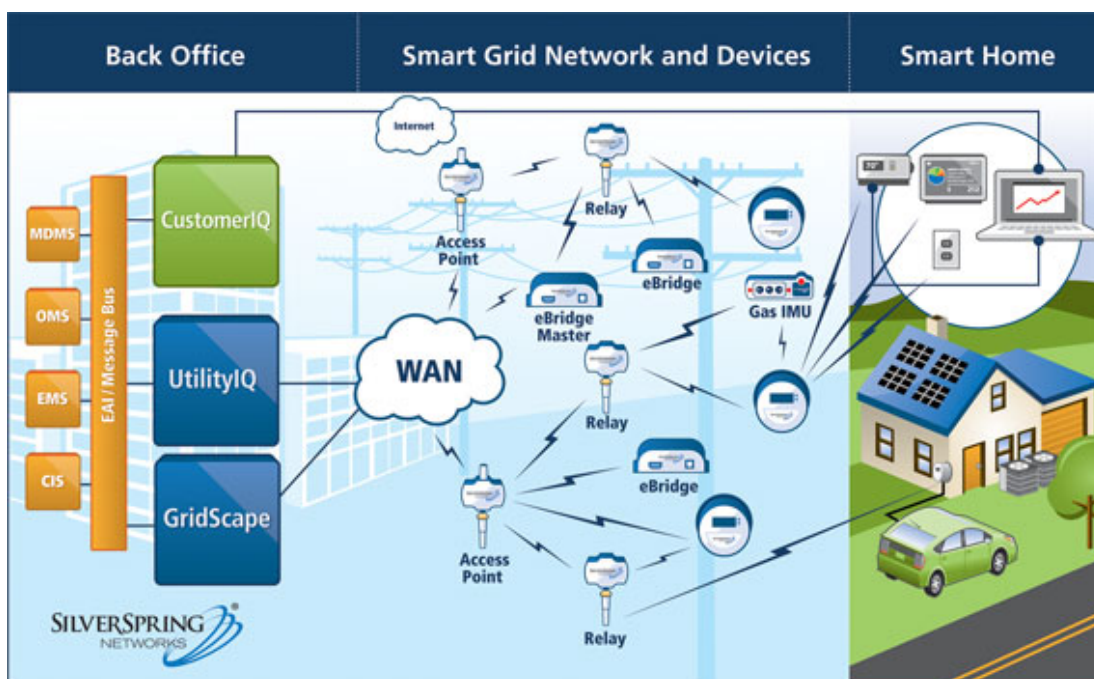 Back Office
Smart Grid Network and Devices
Smart Home
Internet
CustomerIQ
MDMS
OMS
EMS
CIS
EAI / Message Bus
UtilityIQ
GridScape
WAN
Access
Point
Relay
eBridge
eBridge
Master
Gas IMU
Relay
eBridge
Access
Point
Relay
70°
SILVERSPRING®
NETWORKS